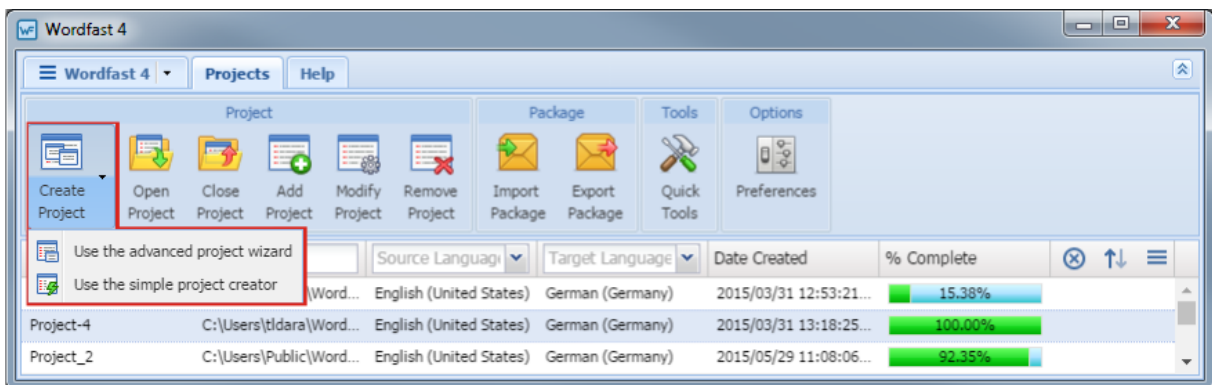 WF Wordfast 4
Wordfast 4 Projects Help
Project Package Tools Options
Create Project Open Project Close Project Add Project Modify Project Remove Project Import Package Export Package Quick Tools Preferences
Use the advanced project wizard
Source Language Target Language Date Created % Complete
Use the simple project creator
\Word... English (United States) German (Germany) 2015/03/31 12:53:21... 15.38%
Project-4 C:\Users\tldara\Word... English (United States) German (Germany) 2015/03/31 13:18:25... 100.00%
Project_2 C:\Users\Public\Word... English (United States) German (Germany) 2015/05/29 11:08:06... 92.35%